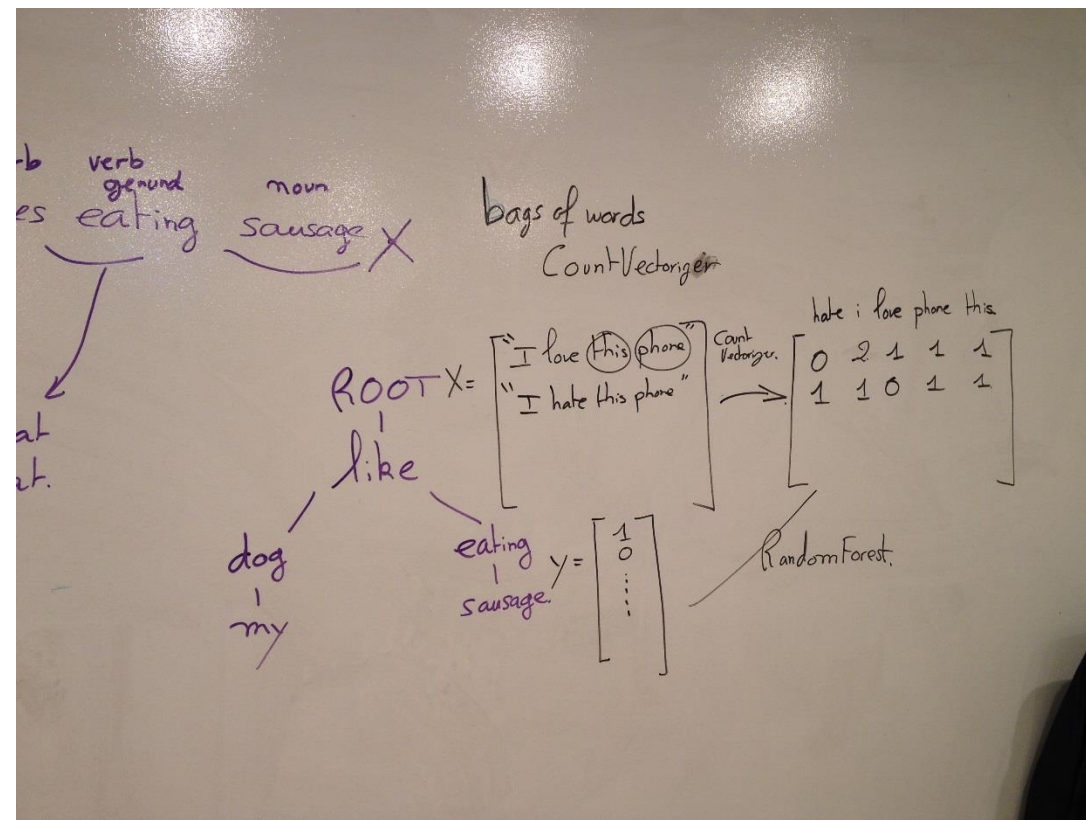 -b verb
gerund noun
es eating sausage X
at
at.
ROOT
like
dog eating
my sausage.
bags of words
CountVectorizer
X= "I love this phone"
"I hate this phone"
Count
Vectorizer.
hate i love phone this
0 2 1 1 1
1 1 0 1 1
y= 1
0
RandomForest.